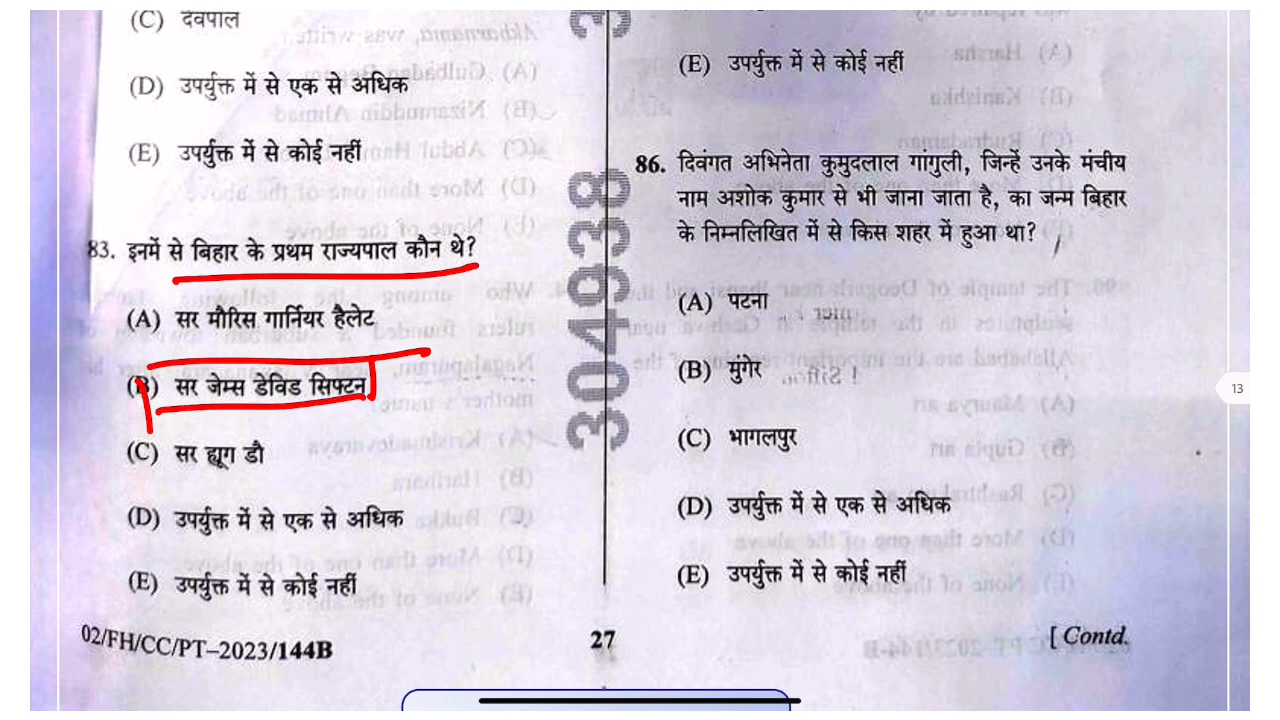 (C) देवपाल
(D) उपर्युक्त में से एक से अधिक
(E) उपर्युक्त में से कोई नहीं
83. इनमें से बिहार के प्रथम राज्यपाल कौन थे?
(A) सर मौरिस गार्नियर हैलेट
(B) सर जेम्स डेविड सिफ्टन
(C) सर ह्यूग डौ
(D) उपर्युक्त में से एक से अधिक
(E) उपर्युक्त में से कोई नहीं
02/FH/CC/PT–2023/144B
304938
27
(E) उपर्युक्त में से कोई नहीं
86. दिवंगत अभिनेता कुमुदलाल गांगुली, जिन्हें उनके मंचीय
नाम अशोक कुमार से भी जाना जाता है, का जन्म बिहार
के निम्नलिखित में से किस शहर में हुआ था?
(A) पटना
(B) मुंगेर
(C) भागलपुर
(D) उपर्युक्त में से एक से अधिक
(E) उपर्युक्त में से कोई नहीं
[ Contd.
13